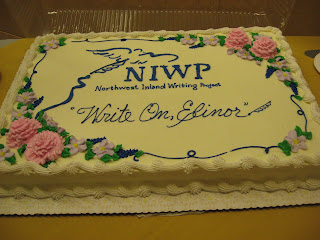 NIWP
Northwest Inland Writing Project
"Write On, Elinor"